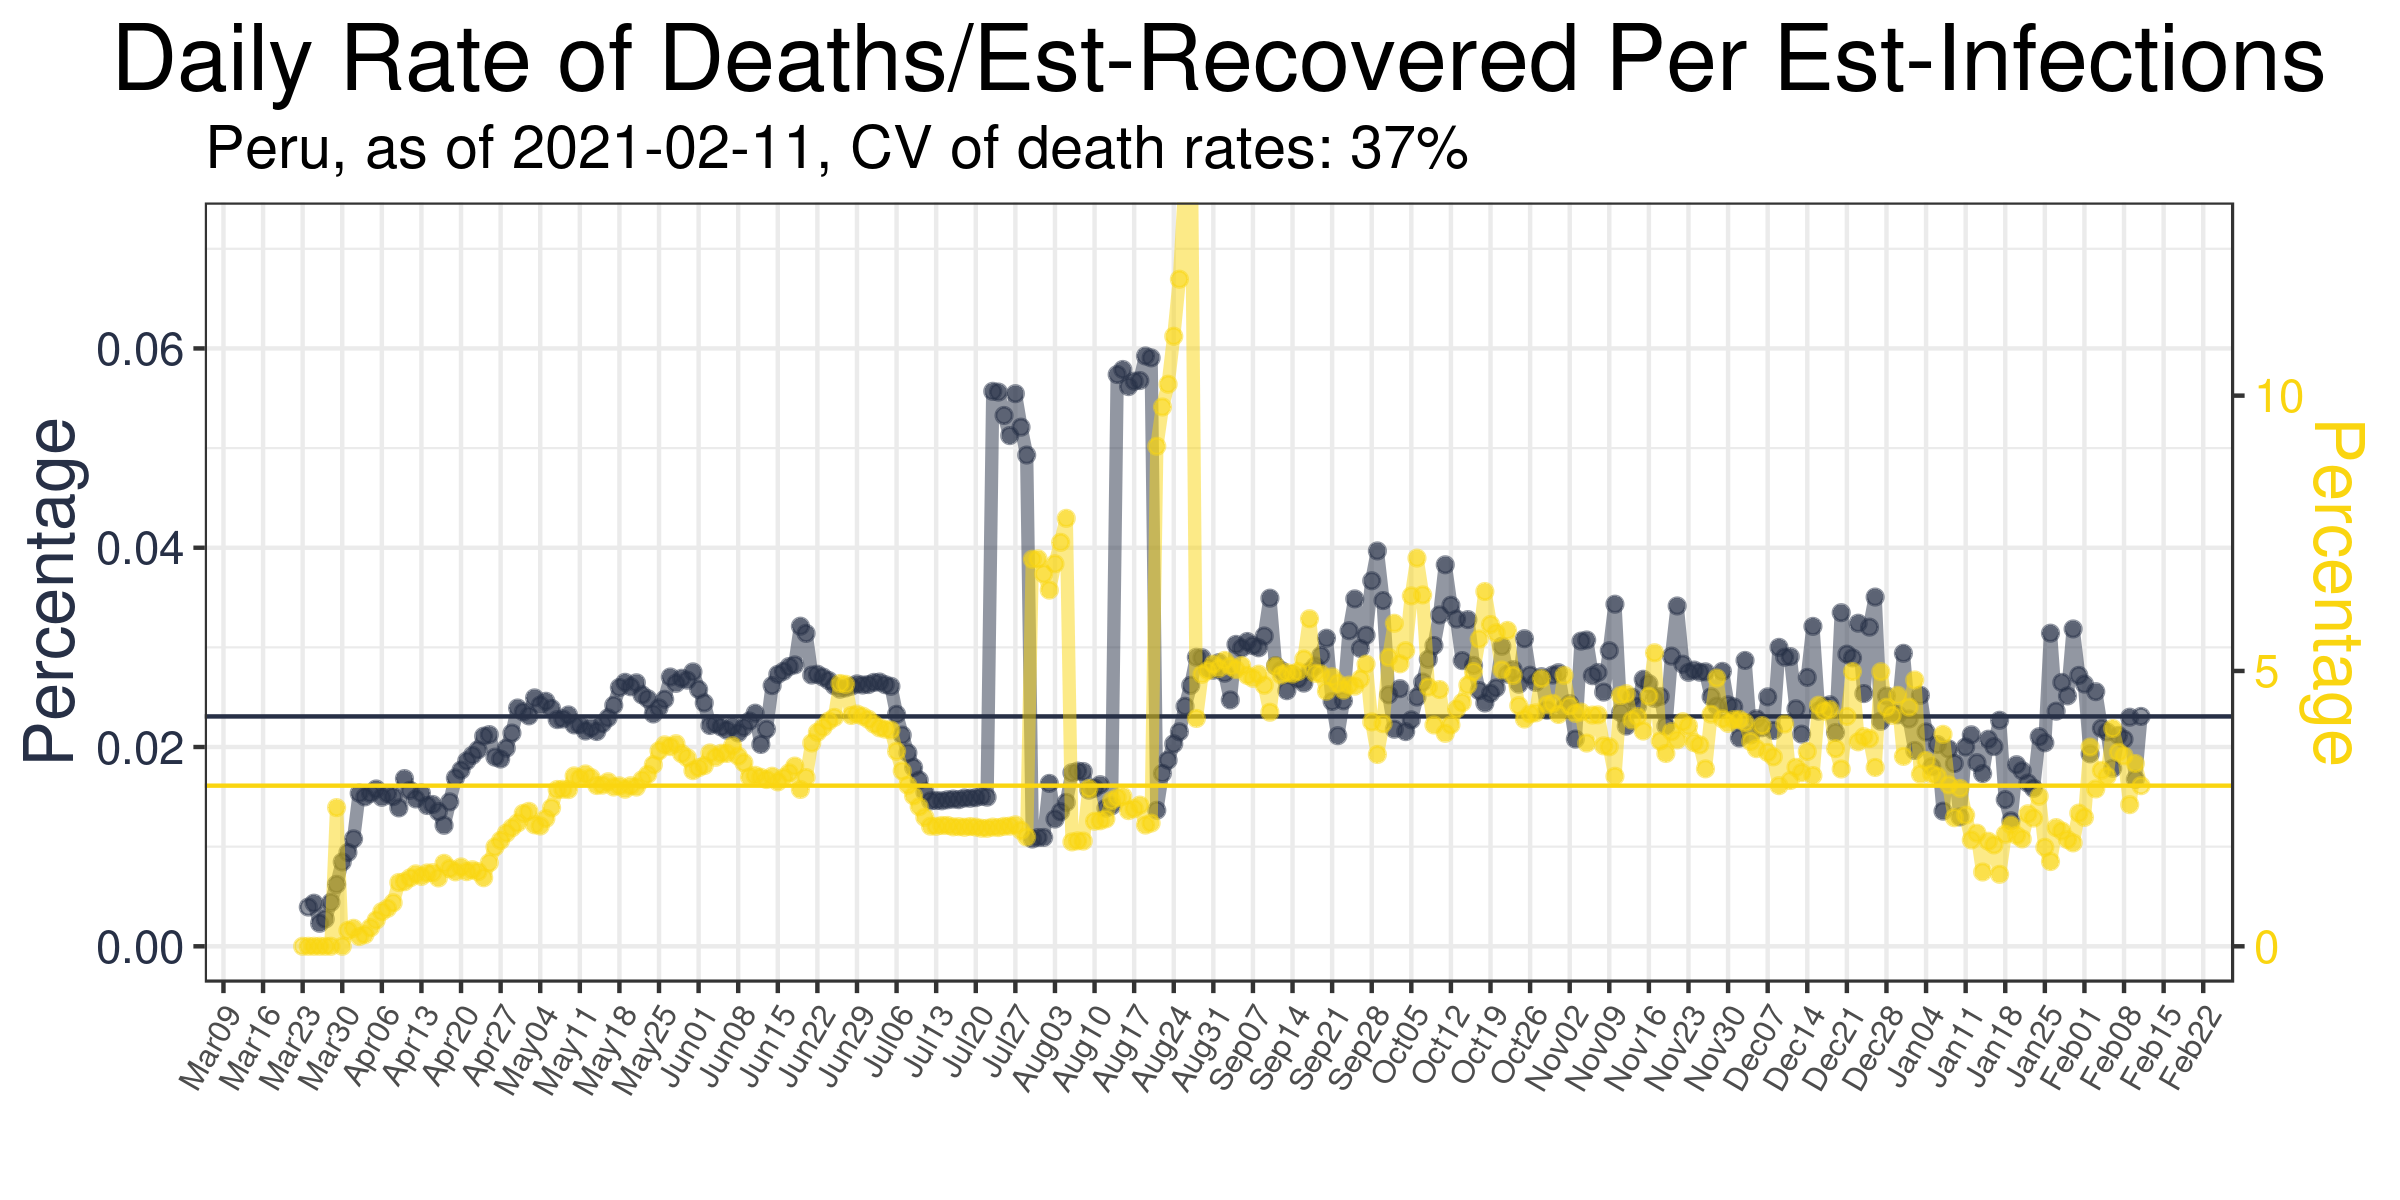 Daily Rate of Deaths/Est-Recovered Per Est-Infections
Peru, as of 2021-02-11, CV of death rates: 37%
Percentage
0.06
0.04
0.02
0.00
10
5
0
Percentage
Mar09
Mar16
Mar23
Mar30
Apr06
Apr13
Apr20
Apr27
May04
May11
May18
May25
Jun01
Jun08
Jun15
Jun22
Jun29
Jul06
Jul13
Jul20
Jul27
Aug03
Aug10
Aug17
Aug24
Aug31
Sep07
Sep14
Sep21
Sep28
Oct05
Oct12
Oct19
Oct26
Nov02
Nov09
Nov16
Nov23
Nov30
Dec07
Dec14
Dec21
Dec28
Jan04
Jan11
Jan18
Jan25
Feb01
Feb08
Feb15
Feb22